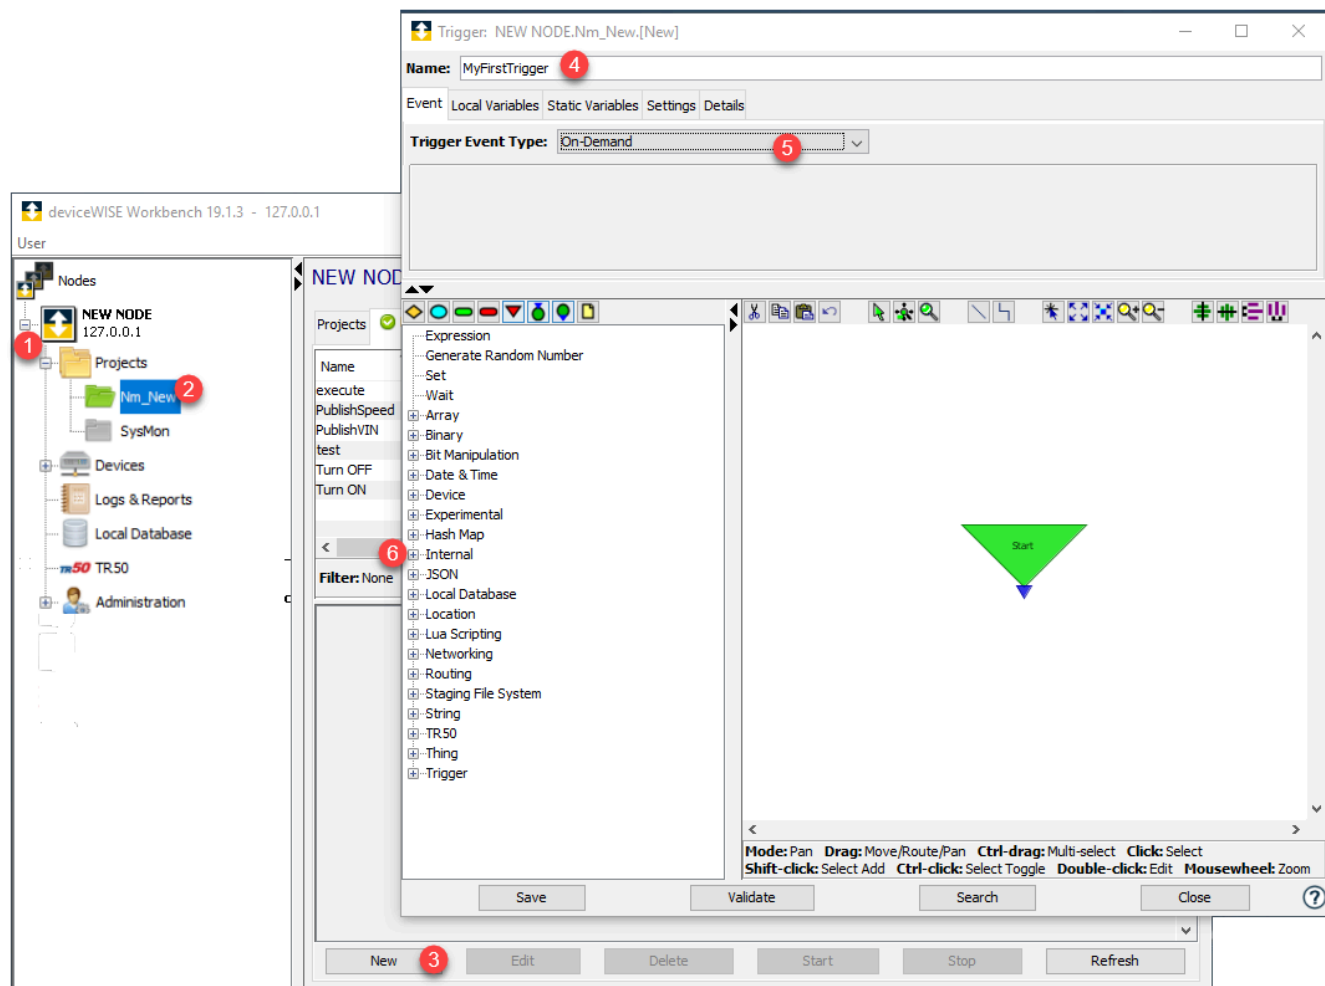 Trigger: NEW NODE.Nm_New.[New]
Name: MyFirstTrigger 4
Event Local Variables Static Variables Settings Details
Trigger Event Type: On-Demand 5
deviceWISE Workbench 19.1.3 - 127.0.0.1
User
Nodes
NEW NODE
127.0.0.1
1
Projects
Nm_New 2
SysMon
Devices
Logs & Reports
Local Database
TR50 TR50
Administration
NEW NOD
Projects
Name
execute
PublishSpeed
PublishVIN
test
Turn OFF
Turn ON
6
Filter: None
Expression
Generate Random Number
Set
Wait
Array
Binary
Bit Manipulation
Date & Time
Device
Experimental
Hash Map
Internal
JSON
Local Database
Location
Lua Scripting
Networking
Routing
Staging File System
String
TR50
Thing
Trigger
Start
Mode: Pan Drag: Move/Route/Pan Ctrl-drag: Multi-select Click: Select
Shift-click: Select Add Ctrl-click: Select Toggle Double-click: Edit Mousewheel: Zoom
Save Validate Search Close ?
New 3 Edit Delete Start Stop Refresh